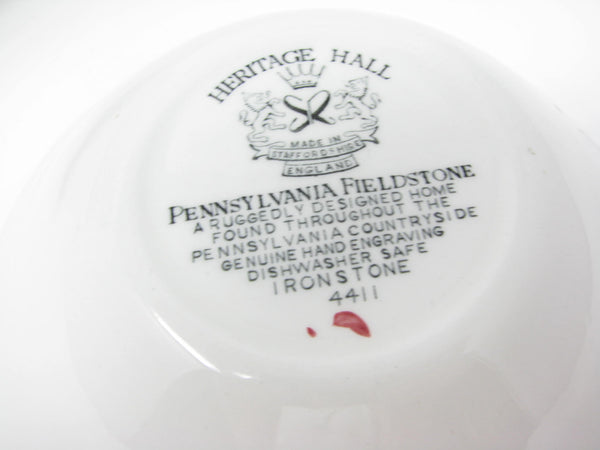 HERITAGE HALL
MADE IN
STAFFORDSHIRE
ENGLAND
PENNSYLVANIA FIELDSTONE
A RUGGEDLY DESIGNED HOME
FOUND THROUGHOUT THE
PENNSYLVANIA COUNTRYSIDE
GENUINE HAND ENGRAVING
DISHWASHER SAFE
IRONSTONE
4411